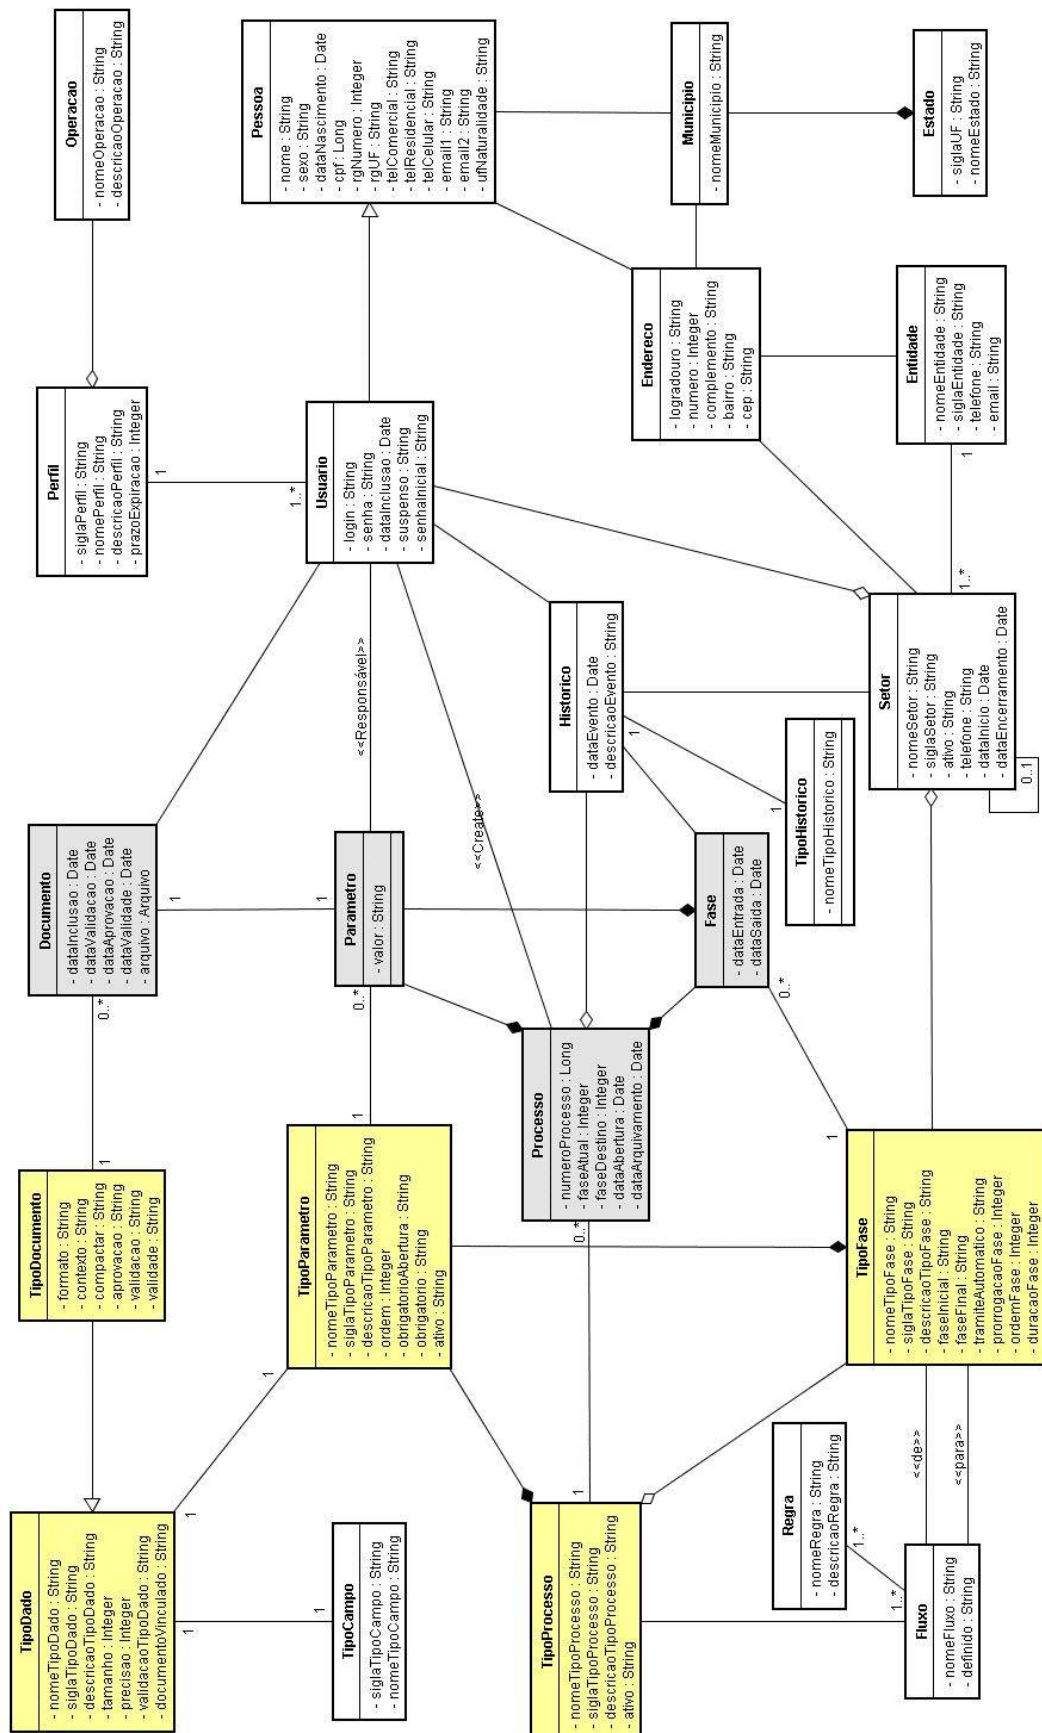 TipoDado
- nomeTipoDado : String
- siglaTipoDado : String
- descricaoTipoDado : String
- tamanho : Integer
- precisao : Integer
- validacaoTipoDado : String
- documentoVinculado : String
1
1
TipoDocumento
- formato : String
- contexto : String
- compactar : String
- aprovacao : String
- validacao : String
- validade : String
1
0..*
Documento
- dataInclusao : Date
- dataValidacao : Date
- dataAprovacao : Date
- dataValidade : Date
- arquivo : Arquivo
1
Perfil
- siglaPerfil : String
- nomePerfil : String
- descricaoPerfil : String
- prazoExpiracao : Integer
1
1..*
Operacao
- nomeOperacao : String
- descricaoOperacao : String
TipoCampo
- siglaTipoCampo : String
- nomeTipoCampo : String
1
TipoParametro
- nomeTipoParametro : String
- siglaTipoParametro : String
- descricaoTipoParametro : String
- ordem : Integer
- obrigatorioAbertura : String
- obrigatorio : String
- ativo : String
1
1
0..*
1
Parametro
- valor : String
<<Responsável>>
<<Create>>
Usuario
- login : String
- senha : String
- dataInclusao : Date
- suspenso : String
- senhaInicial : String
Pessoa
- nome : String
- sexo : String
- dataNascimento : Date
- cpf : Long
- rgNumero : Integer
- rgUF : String
- telComercial : String
- telResidencial : String
- telCelular : String
- email1 : String
- email2 : String
- ufNaturalidade : String
TipoProcesso
- nomeTipoProcesso : String
- siglaTipoProcesso : String
- descricaoTipoProcesso : String
- ativo : String
1
0..*
Processo
- numeroProcesso : Long
- faseAtual : Integer
- faseDestino : Integer
- dataAbertura : Date
- dataArquivamento : Date
Historico
- dataEvento : Date
- descricaoEvento : String
1
1
Endereco
- logradouro : String
- numero : Integer
- complemento : String
- bairro : String
- cep : String
Municipio
- nomeMunicipio : String
Regra
- nomeRegra : String
- descricaoRegra : String
1..*
1..*
Fase
- dataEntrada : Date
- dataSaida : Date
0..*
1
TipoHistorico
- nomeTipoHistorico : String
Fluxo
- nomeFluxo : String
- definido : String
<<de>>
<<para>>
TipoFase
- nomeTipoFase : String
- siglaTipoFase : String
- descricaoTipoFase : String
- faseInicial : String
- faseFinal : String
- tramiteAutomatico : String
- prorrogacaoFase : Integer
- ordemFase : Integer
- duracaoFase : Integer
Setor
- nomeSetor : String
- siglaSetor : String
- ativo : String
- telefone : String
- dataInicio : Date
- dataEncerramento : Date
0..1
1..*
1
Entidade
- nomeEntidade : String
- siglaEntidade : String
- telefone : String
- email : String
Estado
- siglaUF : String
- nomeEstado : String